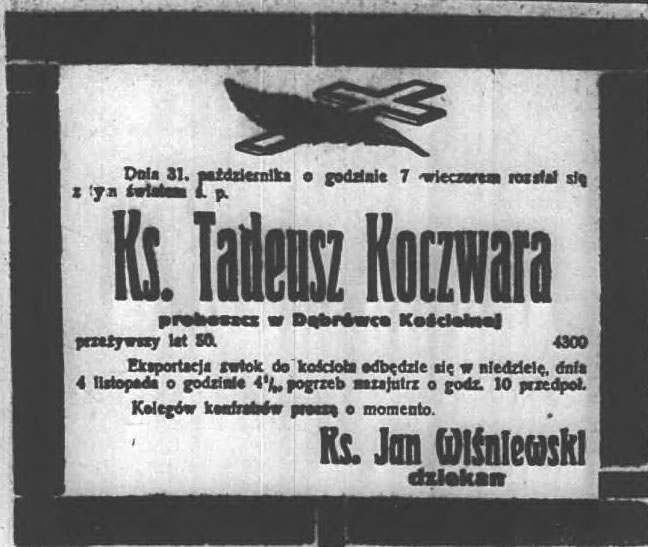 Dnia 31. października o godzinie 7 wieczorem rozstał się
z tym światem ś. p.
Ks. Tadeusz Koczwara
proboszcz w Dąbrówce Kościelnej
przeżywszy lat 50.
4300
Eksportacja zwłok do kościoła odbędzie się w niedzielę, dnia
4 listopada o godzinie 4½, pogrzeb nazajutrz o godz. 10 przedpoł.
Kolegów konfratrów proszę o momento.
Ks. Jan Wiśniewski
dziekan